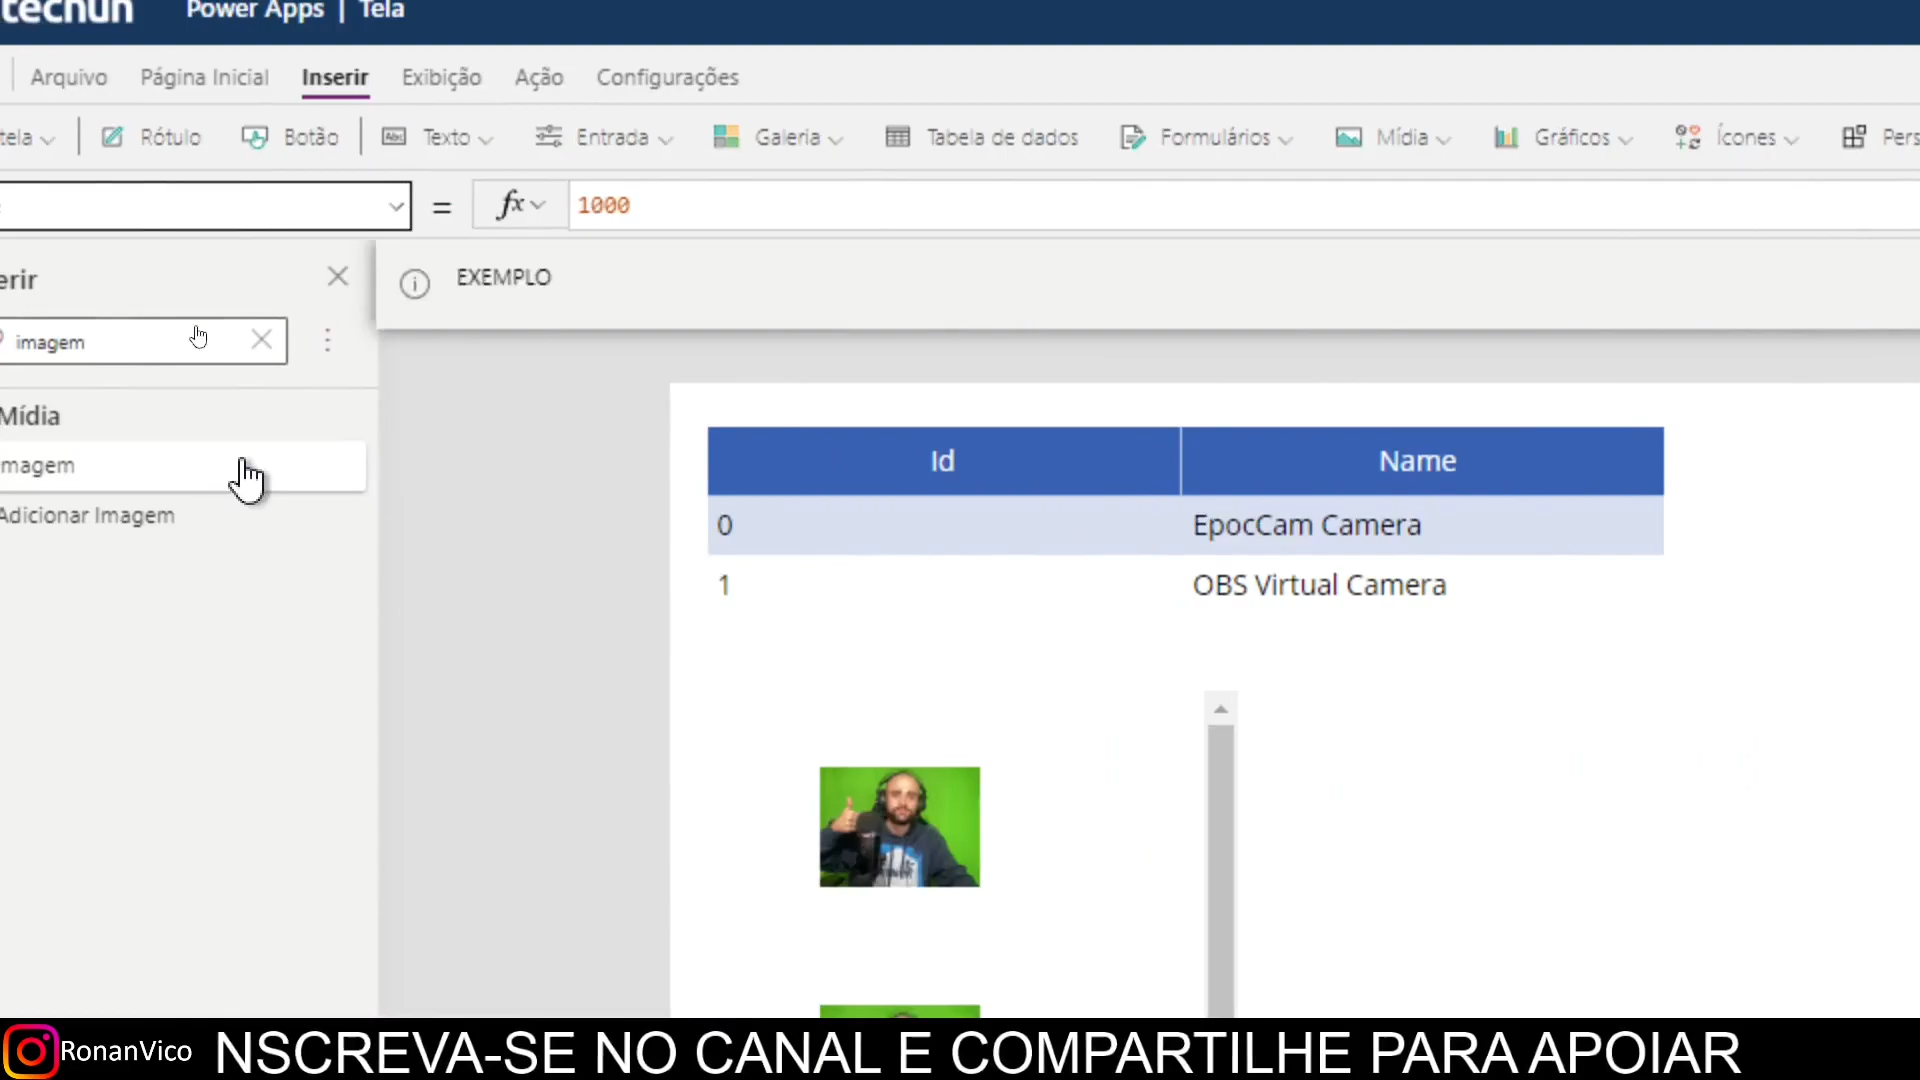 Power Apps | Tela
Arquivo Página Inicial Inserir Exibição Ação Configurações
tela Rótulo Botão Abc Texto Entrada Galeria Tabela de dados Formulários Mídia Gráficos Ícones Pers
= fx 1000
erir
EXEMPLO
imagem
Mídia
magem
Adicionar Imagem
Id Name
0 EpocCam Camera
1 OBS Virtual Camera
RonanVico NSCREVA-SE NO CANAL E COMPARTILHE PARA APOIAR